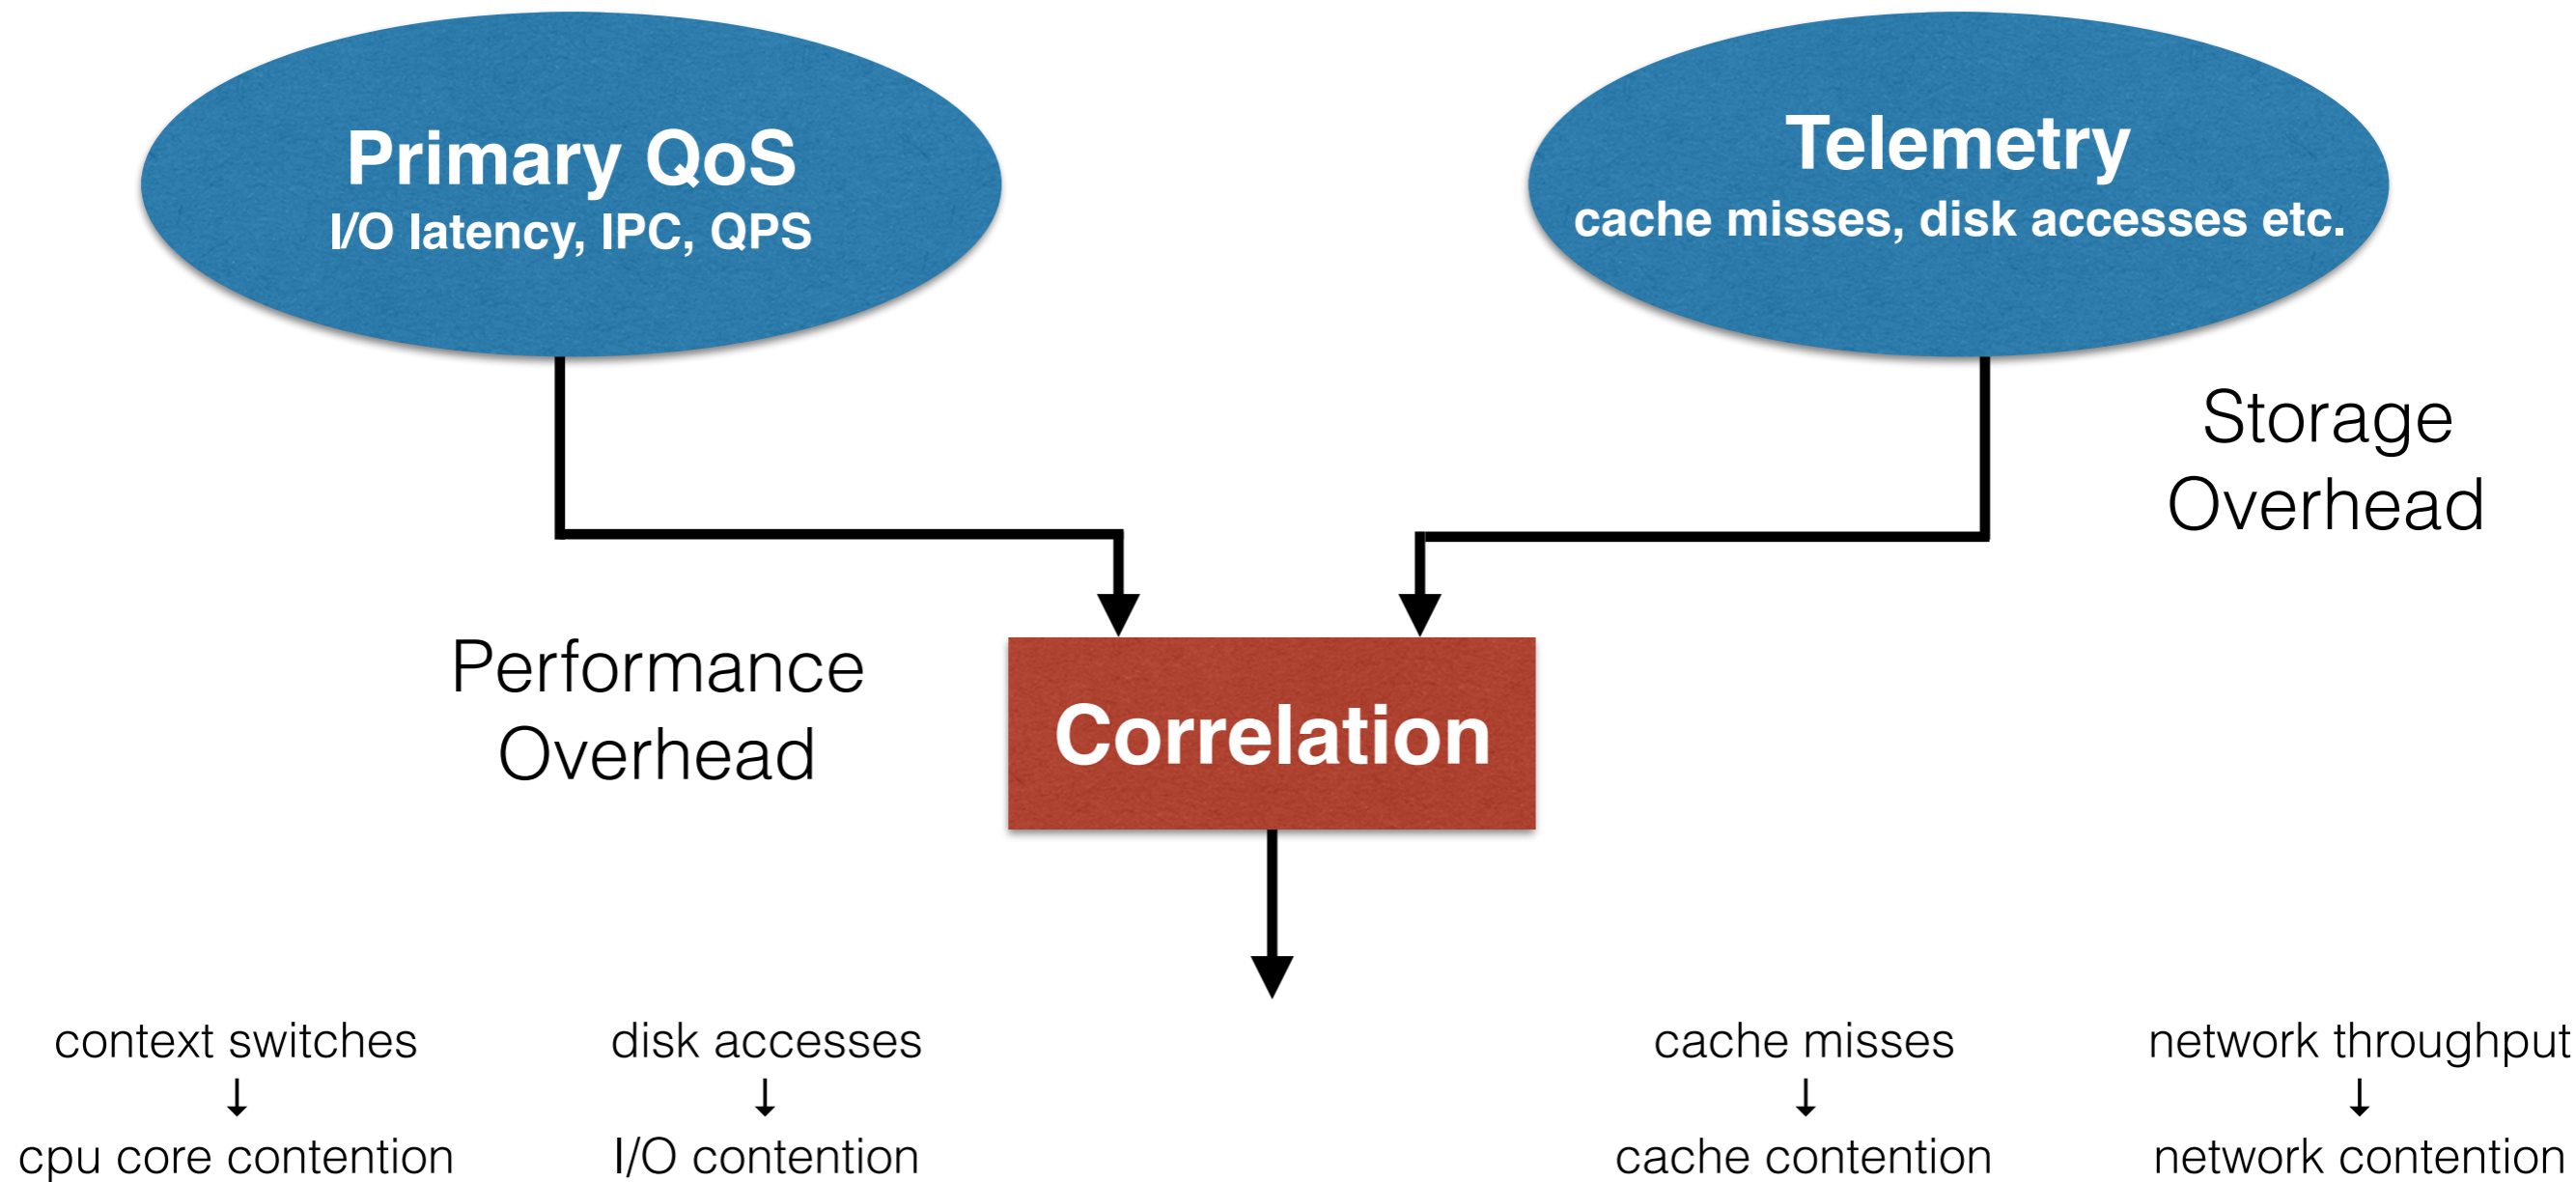 Primary QoS
I/O latency, IPC, QPS
Telemetry
cache misses, disk accesses etc.
Storage
Overhead
Performance
Overhead
Correlation
context switches
↓
cpu core contention
disk accesses
↓
I/O contention
cache misses
↓
cache contention
network throughput
↓
network contention